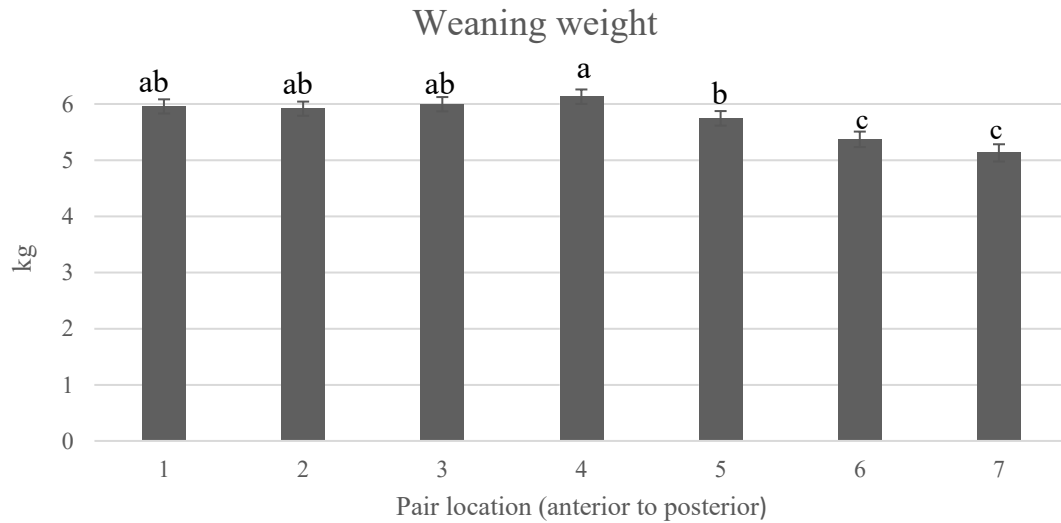 Weaning weight
ab ab ab a b c c
6
5
4
3
2
1
0
kg
1 2 3 4 5 6 7
Pair location (anterior to posterior)